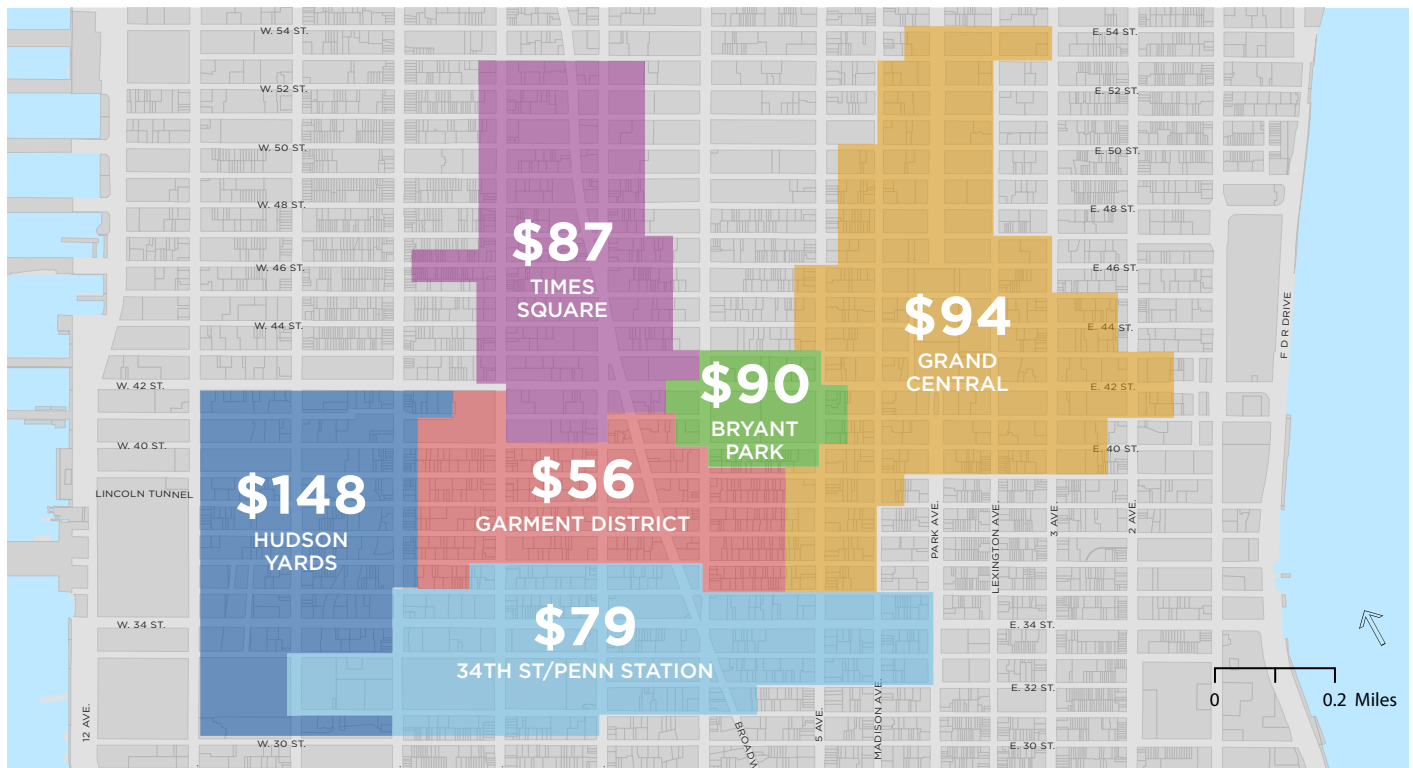 W. 54 ST.
E. 54 ST.
W. 52 ST.
E. 52 ST.
W. 50 ST.
E. 50 ST.
W. 48 ST.
E. 48 ST.
$87
TIMES
SQUARE
W. 46 ST.
E. 46 ST.
$94
GRAND
CENTRAL
W. 44 ST.
E. 44 ST.
F D R DRIVE
$90
BRYANT
PARK
W. 42 ST.
E. 42 ST.
W. 40 ST.
E. 40 ST.
LINCOLN TUNNEL
$148
HUDSON
YARDS
$56
GARMENT DISTRICT
PARK AVE.
LEXINGTON AVE.
3 AVE.
2 AVE.
$79
34TH ST/PENN STATION
W. 34 ST.
E. 34 ST.
E. 32 ST.
0
0.2 Miles
12 AVE.
BROADW
5 AVE.
MADISON AVE.
W. 30 ST.
E. 30 ST.